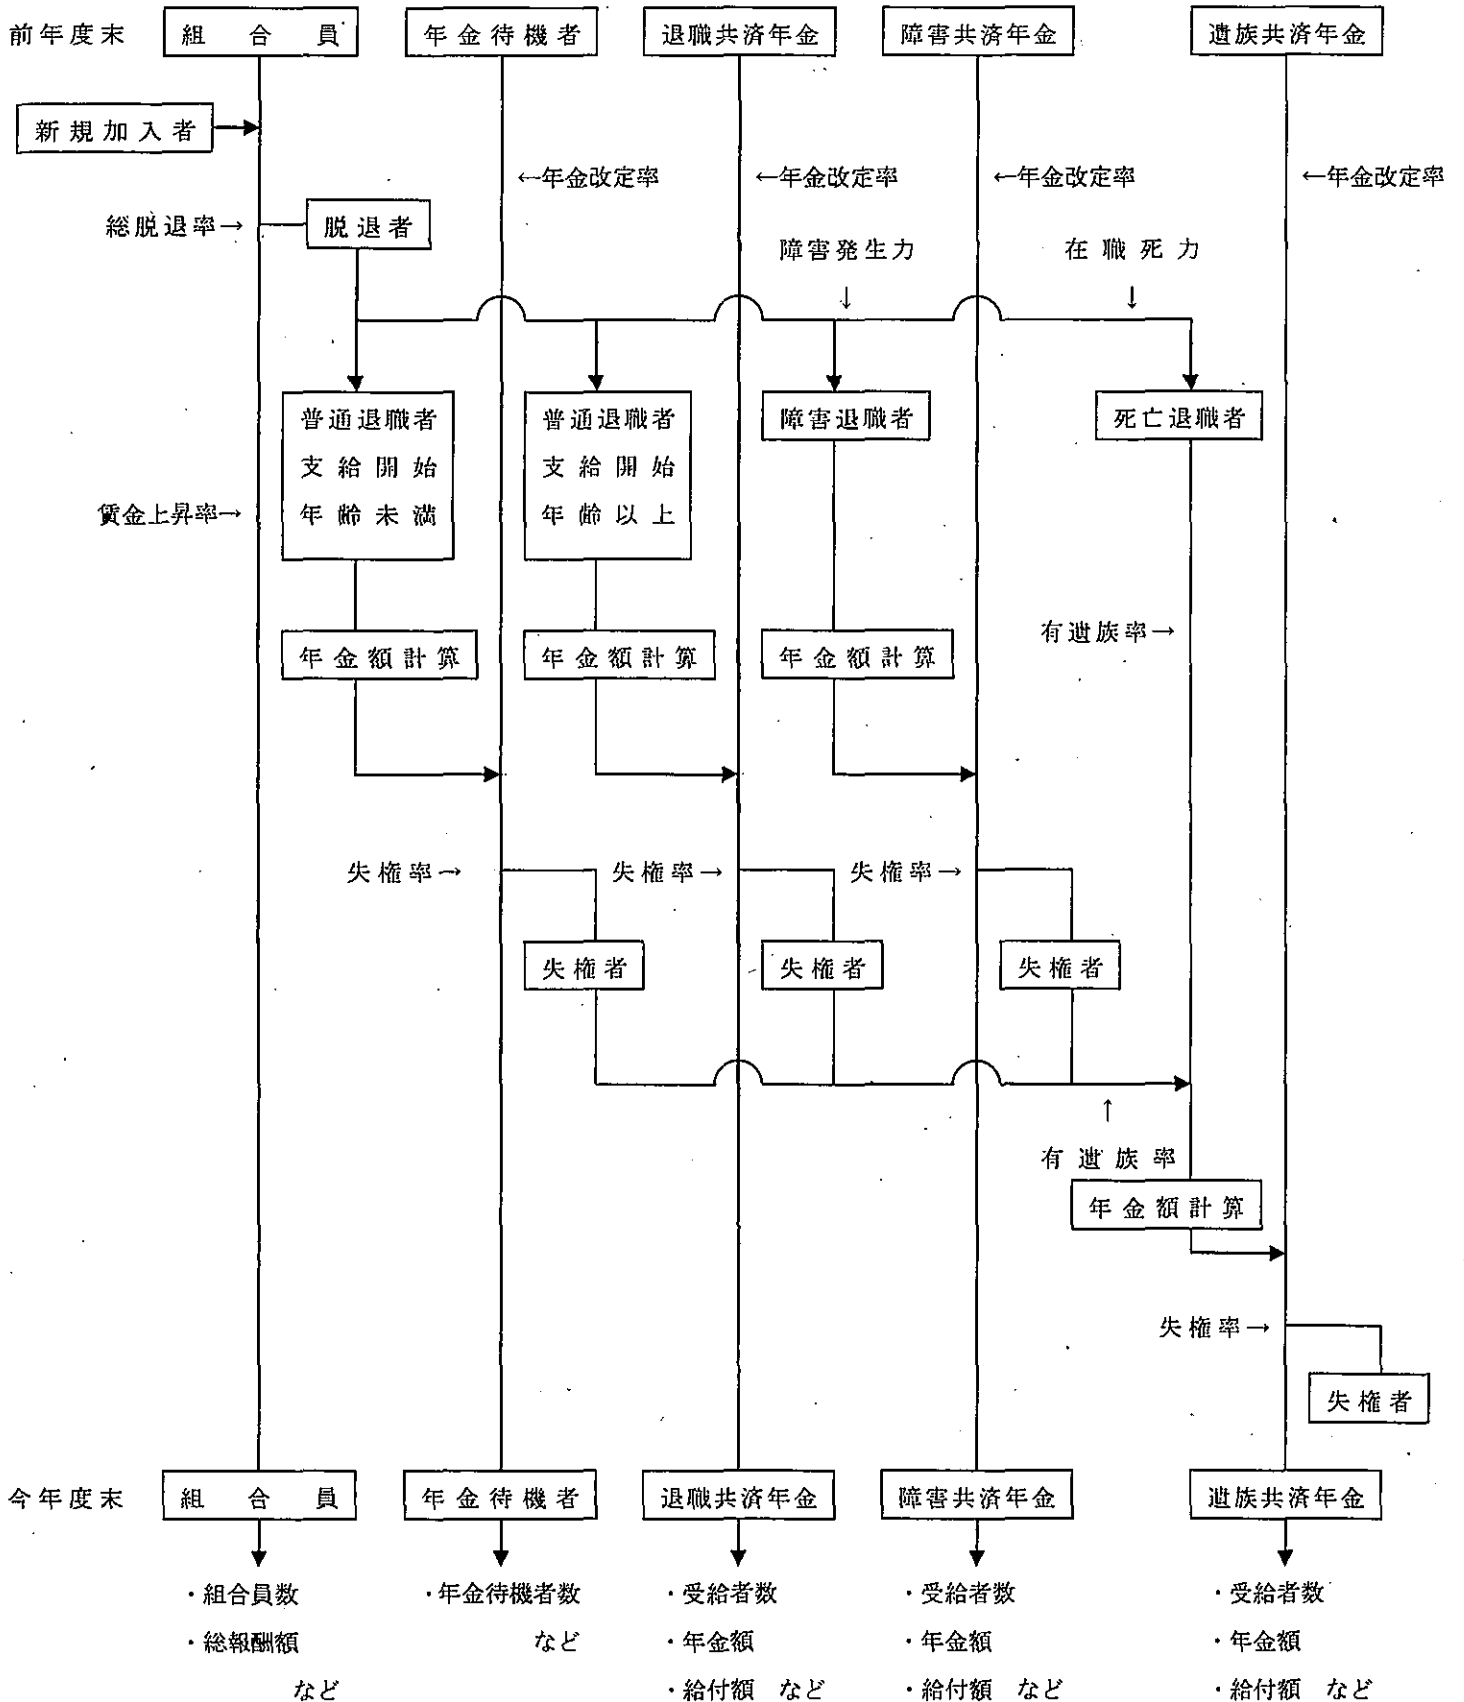 前年度末 組合員 年金待機者 退職共済年金 障害共済年金 遺族共済年金
新規加入者
←年金改定率 ←年金改定率 ←年金改定率 ←年金改定率
総脱退率→ 脱退者
障害発生力 在職死力
↓ ↓
普通退職者 普通退職者 障害退職者 死亡退職者
支給開始 支給開始
賃金上昇率→ 年齢未満 年齢以上
有遺族率→
年金額計算 年金額計算 年金額計算
失権率→ 失権率→ 失権率→
失権者 失権者 失権者
↑
有遺族率
年金額計算
失権率→
失権者
今年度末 組合員 年金待機者 退職共済年金 障害共済年金 遺族共済年金
・組合員数 ・年金待機者数 ・受給者数 ・受給者数 ・受給者数
・総報酬額 など ・年金額 ・年金額 ・年金額
など ・給付額 など ・給付額 など ・給付額 など